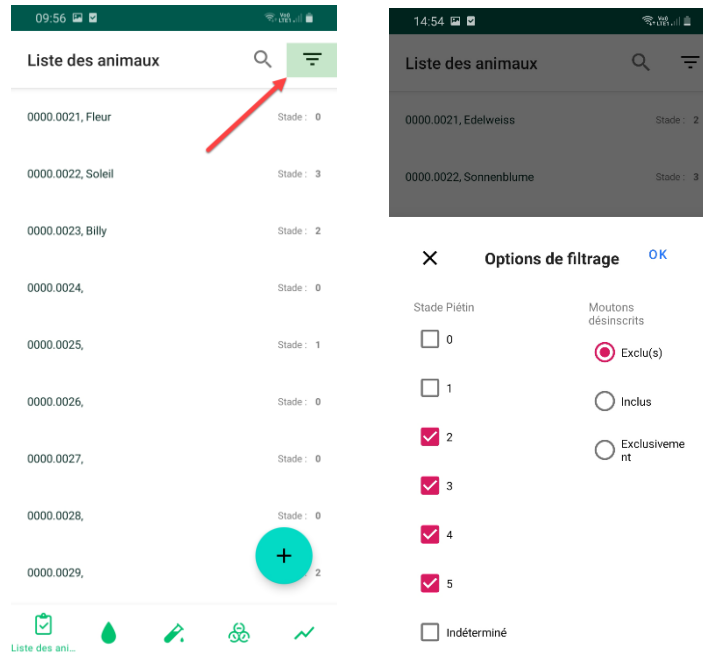 09:56
Liste des animaux
0000.0021, Fleur Stade : 0
0000.0022, Soleil Stade : 3
0000.0023, Billy Stade : 2
0000.0024, Stade : 0
0000.0025, Stade : 1
0000.0026, Stade : 0
0000.0027, Stade : 0
0000.0028, Stade : 0
0000.0029, 2
+
Liste des ani...
14:54
Liste des animaux
0000.0021, Edelweiss Stade : 2
0000.0022, Sonnenblume Stade : 3
Options de filtrage OK
Stade Piétin
0
1
2
3
4
5
Indéterminé
Moutons
désinscrits
Exclu(s)
Inclus
Exclusiveme
nt